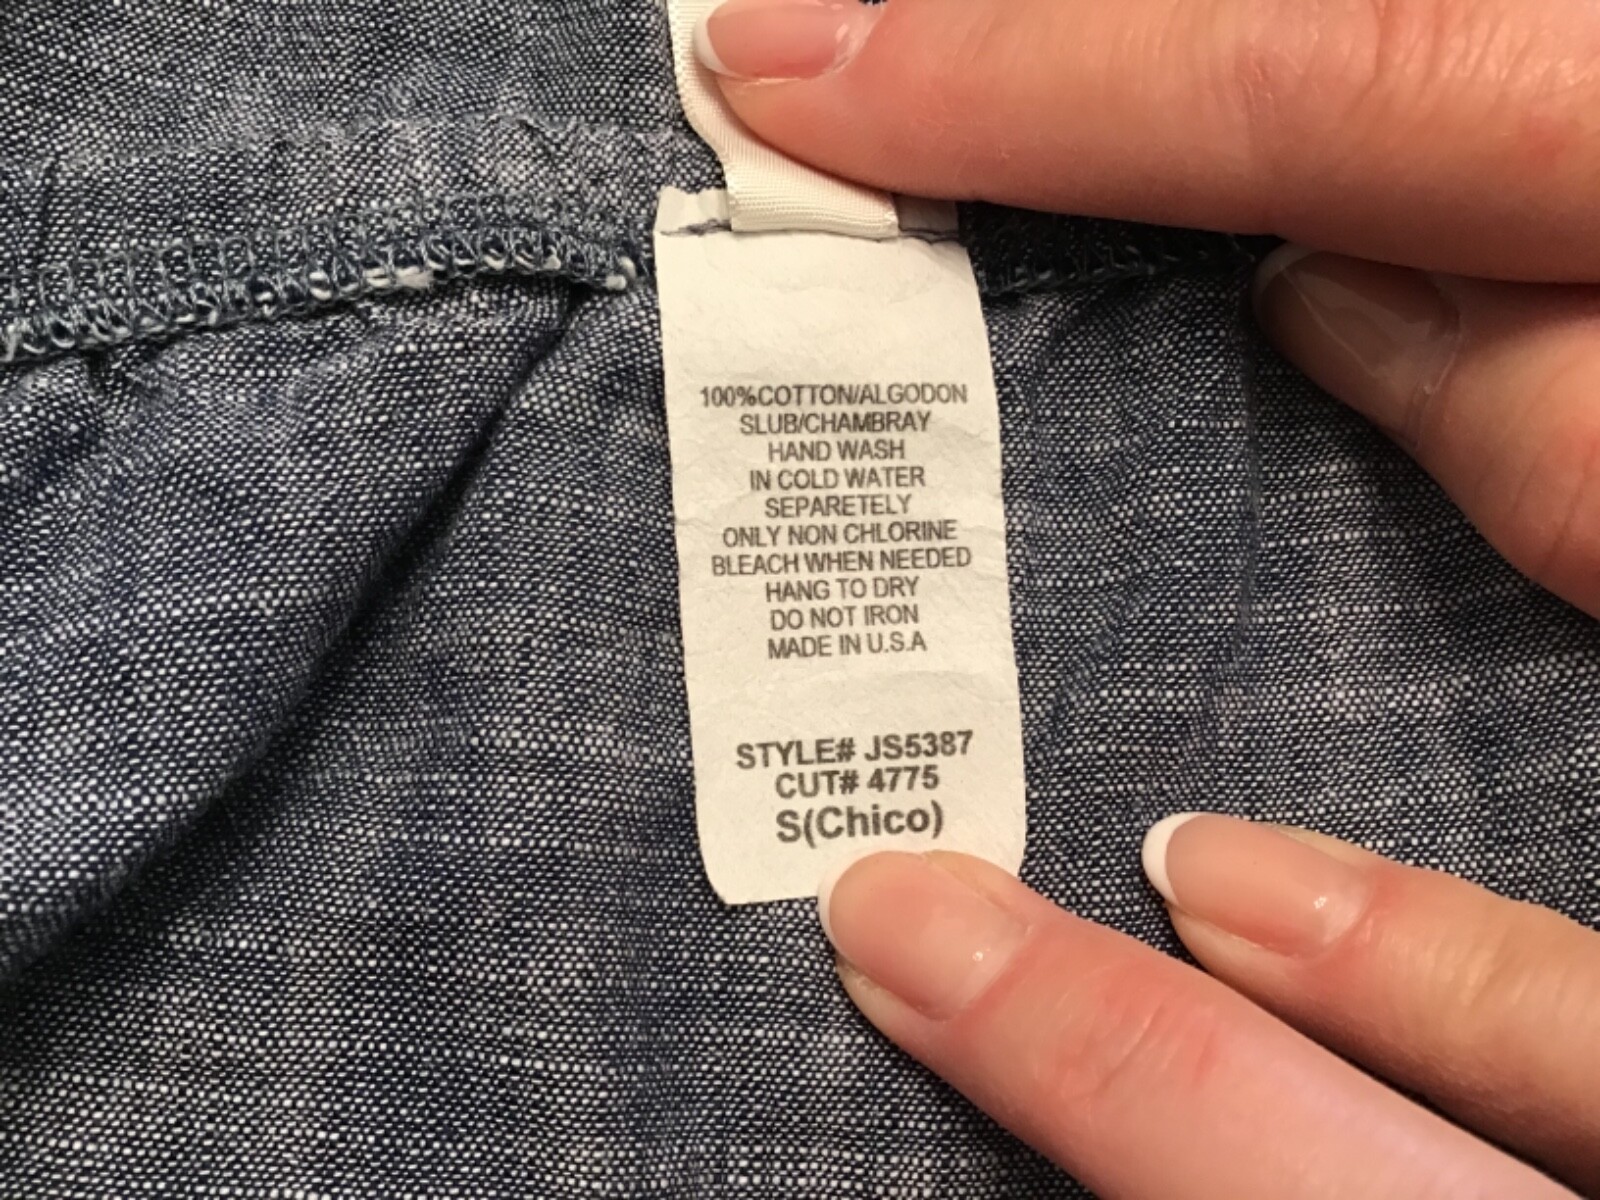 100%COTTON/ALGODON
SLUB/CHAMBRAY
HAND WASH
IN COLD WATER
SEPARETELY
ONLY NON CHLORINE
BLEACH WHEN NEEDED
HANG TO DRY
DO NOT IRON
MADE IN U.S.A
STYLE# JS5387
CUT# 4775
S(Chico)